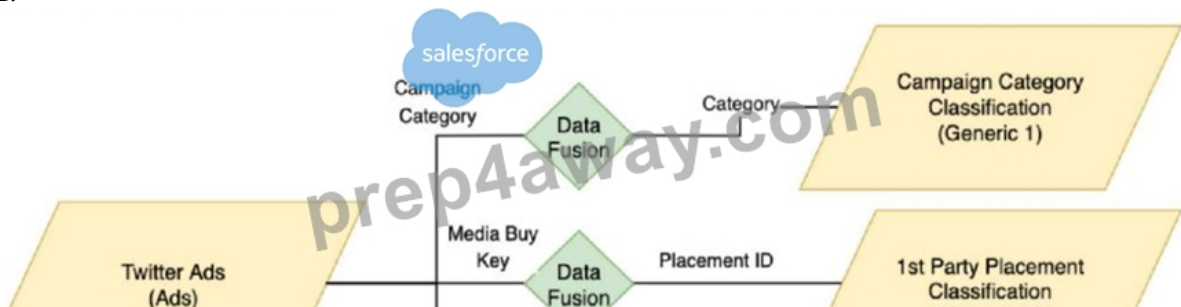 salesforce
Campaign
Category
Data
Fusion
Category
Campaign Category
Classification
(Generic 1)
prep4away.com
Twitter Ads
(Ads)
Media Buy
Key
Data
Fusion
Placement ID
1st Party Placement
Classification